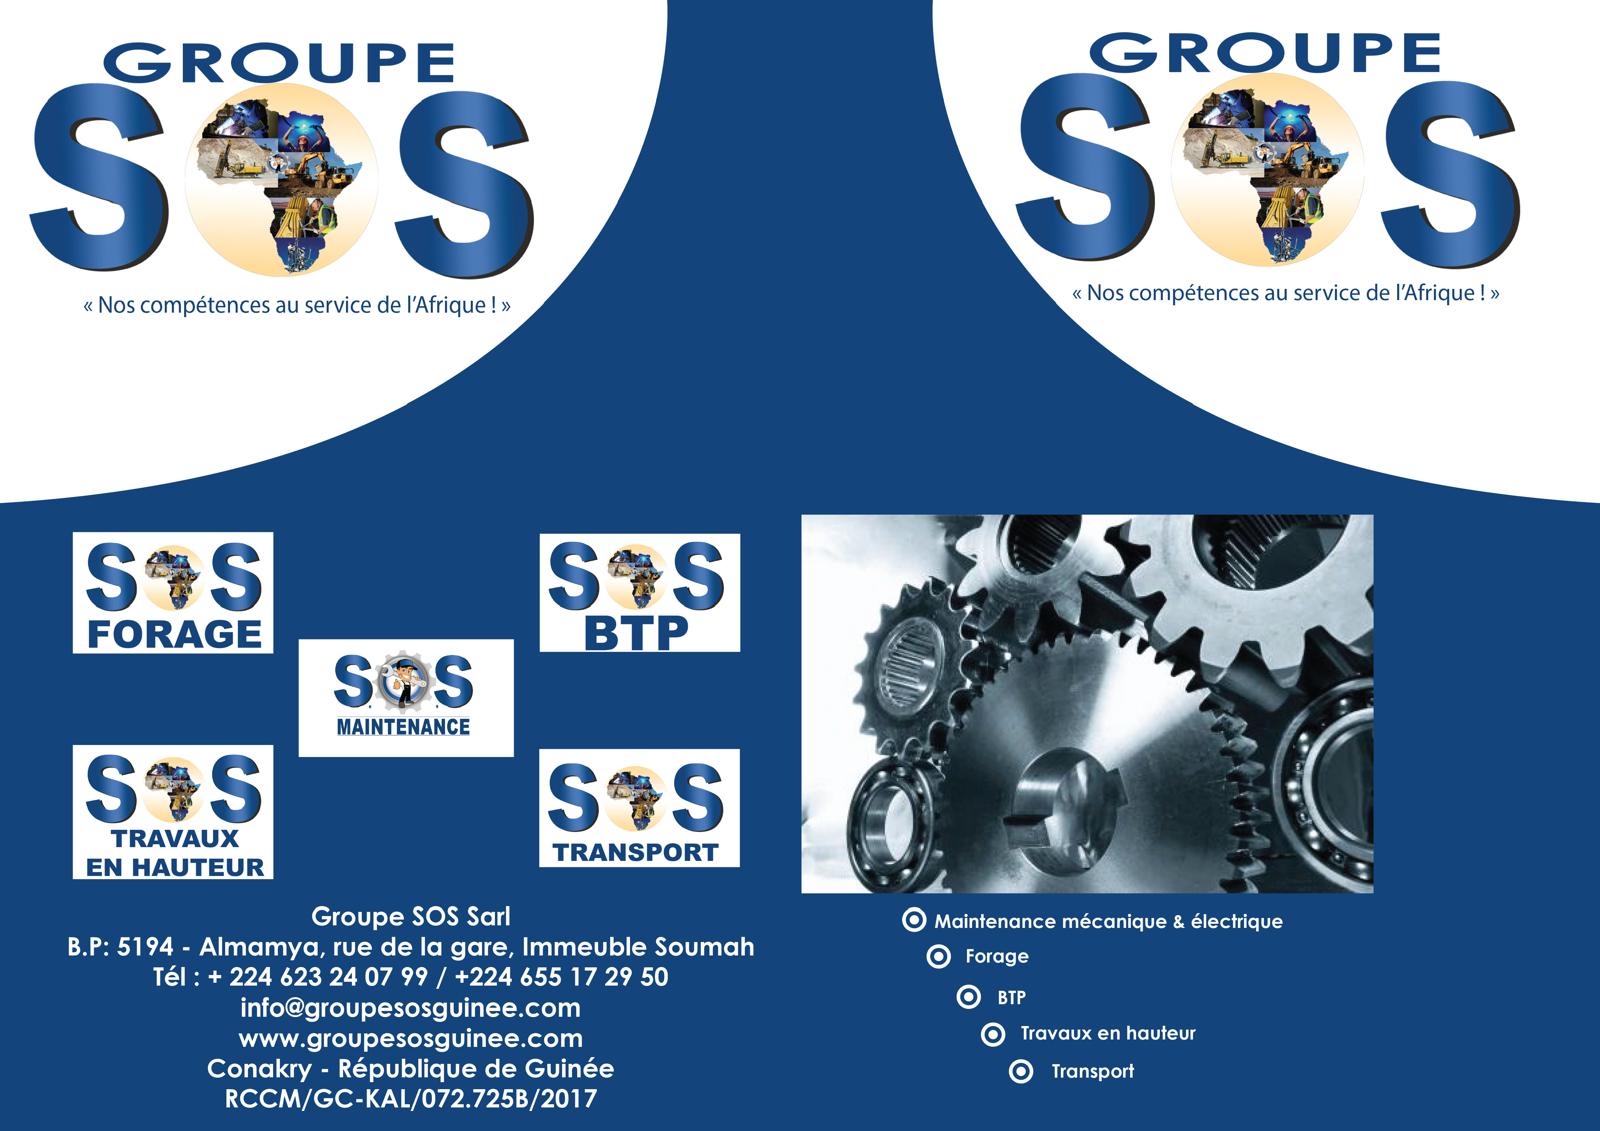 GROUPE
SOS
« Nos compétences au service de l'Afrique ! »
SOS
FORAGE
SOS
BTP
S.O.S
MAINTENANCE
SOS
TRAVAUX
EN HAUTEUR
SOS
TRANSPORT
Groupe SOS Sarl
B.P: 5194 - Almamya, rue de la gare, Immeuble Soumah
Tél : + 224 623 24 07 99 / +224 655 17 29 50
info@groupesosguinee.com
www.groupesosguinee.com
Conakry - République de Guinée
RCCM/GC-KAL/072.725B/2017
GROUPE
SOS
« Nos compétences au service de l'Afrique ! »
Maintenance mécanique & électrique
Forage
BTP
Travaux en hauteur
Transport